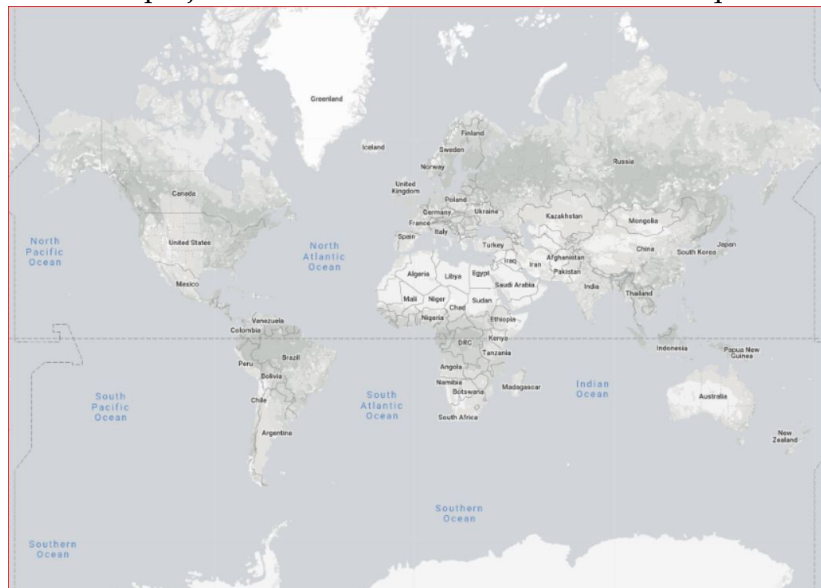 Greenland
Iceland
Finland
Sweden
Norway
Russia
United
Kingdom
Canada
Poland
Germany
Ukraine
Kazakhstan
France
Mongolia
Italy
Spain
Turkey
United States
North
Pacific
Ocean
North
Atlantic
Ocean
China
South Korea
Japan
Afghanistan
Iraq
Iran
Pakistan
Algeria
Libya
Egypt
Saudi Arabia
India
Mexico
Mali
Niger
Chad
Sudan
Thailand
Nigeria
Ethiopia
Venezuela
Colombia
Kenya
DRC
Indonesia
Papua New
Guinea
Tanzania
Peru
Brazil
Bolivia
Angola
Namibia
Botswana
Madagascar
Indian
Ocean
Australia
South
Pacific
Ocean
Chile
South
Atlantic
Ocean
South Africa
Argentina
New
Zealand
Southern
Ocean
Southern
Ocean